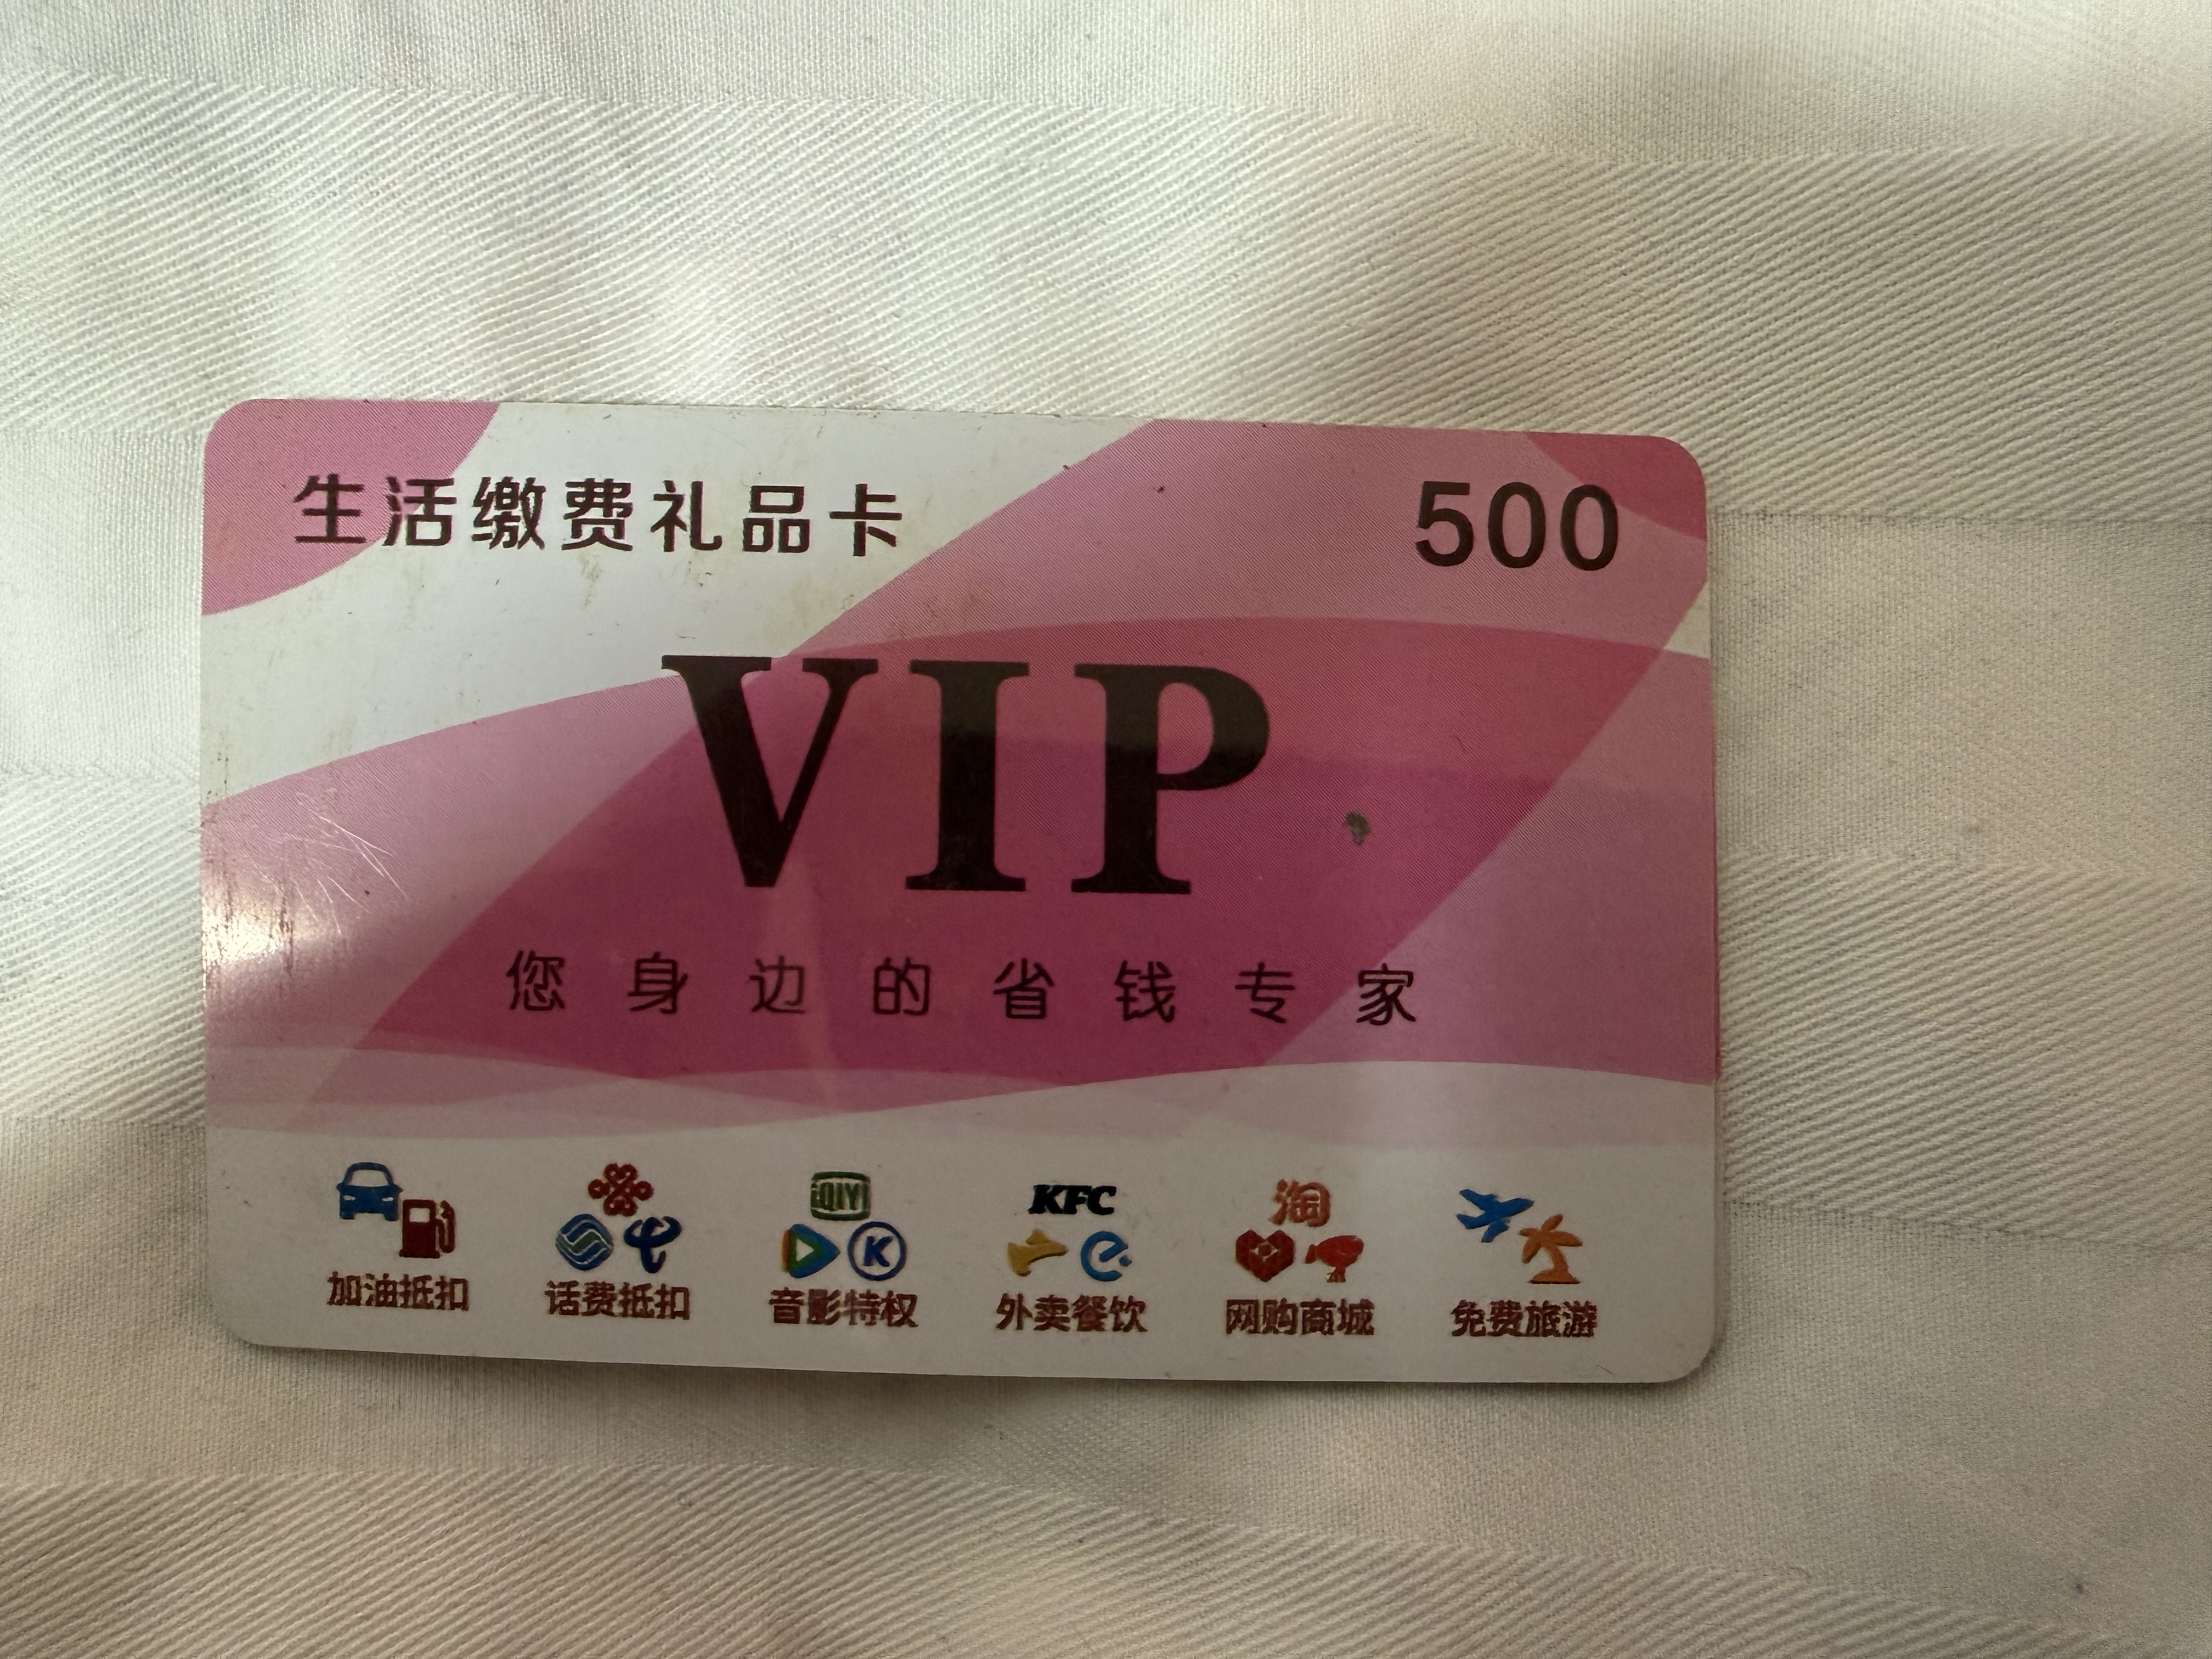 生活缴费礼品卡 500
VIP
您身边的省钱专家
iQIYI
K
KFC
e
淘
加油抵扣 话费抵扣 音影特权 外卖餐饮 网购商城 免费旅游